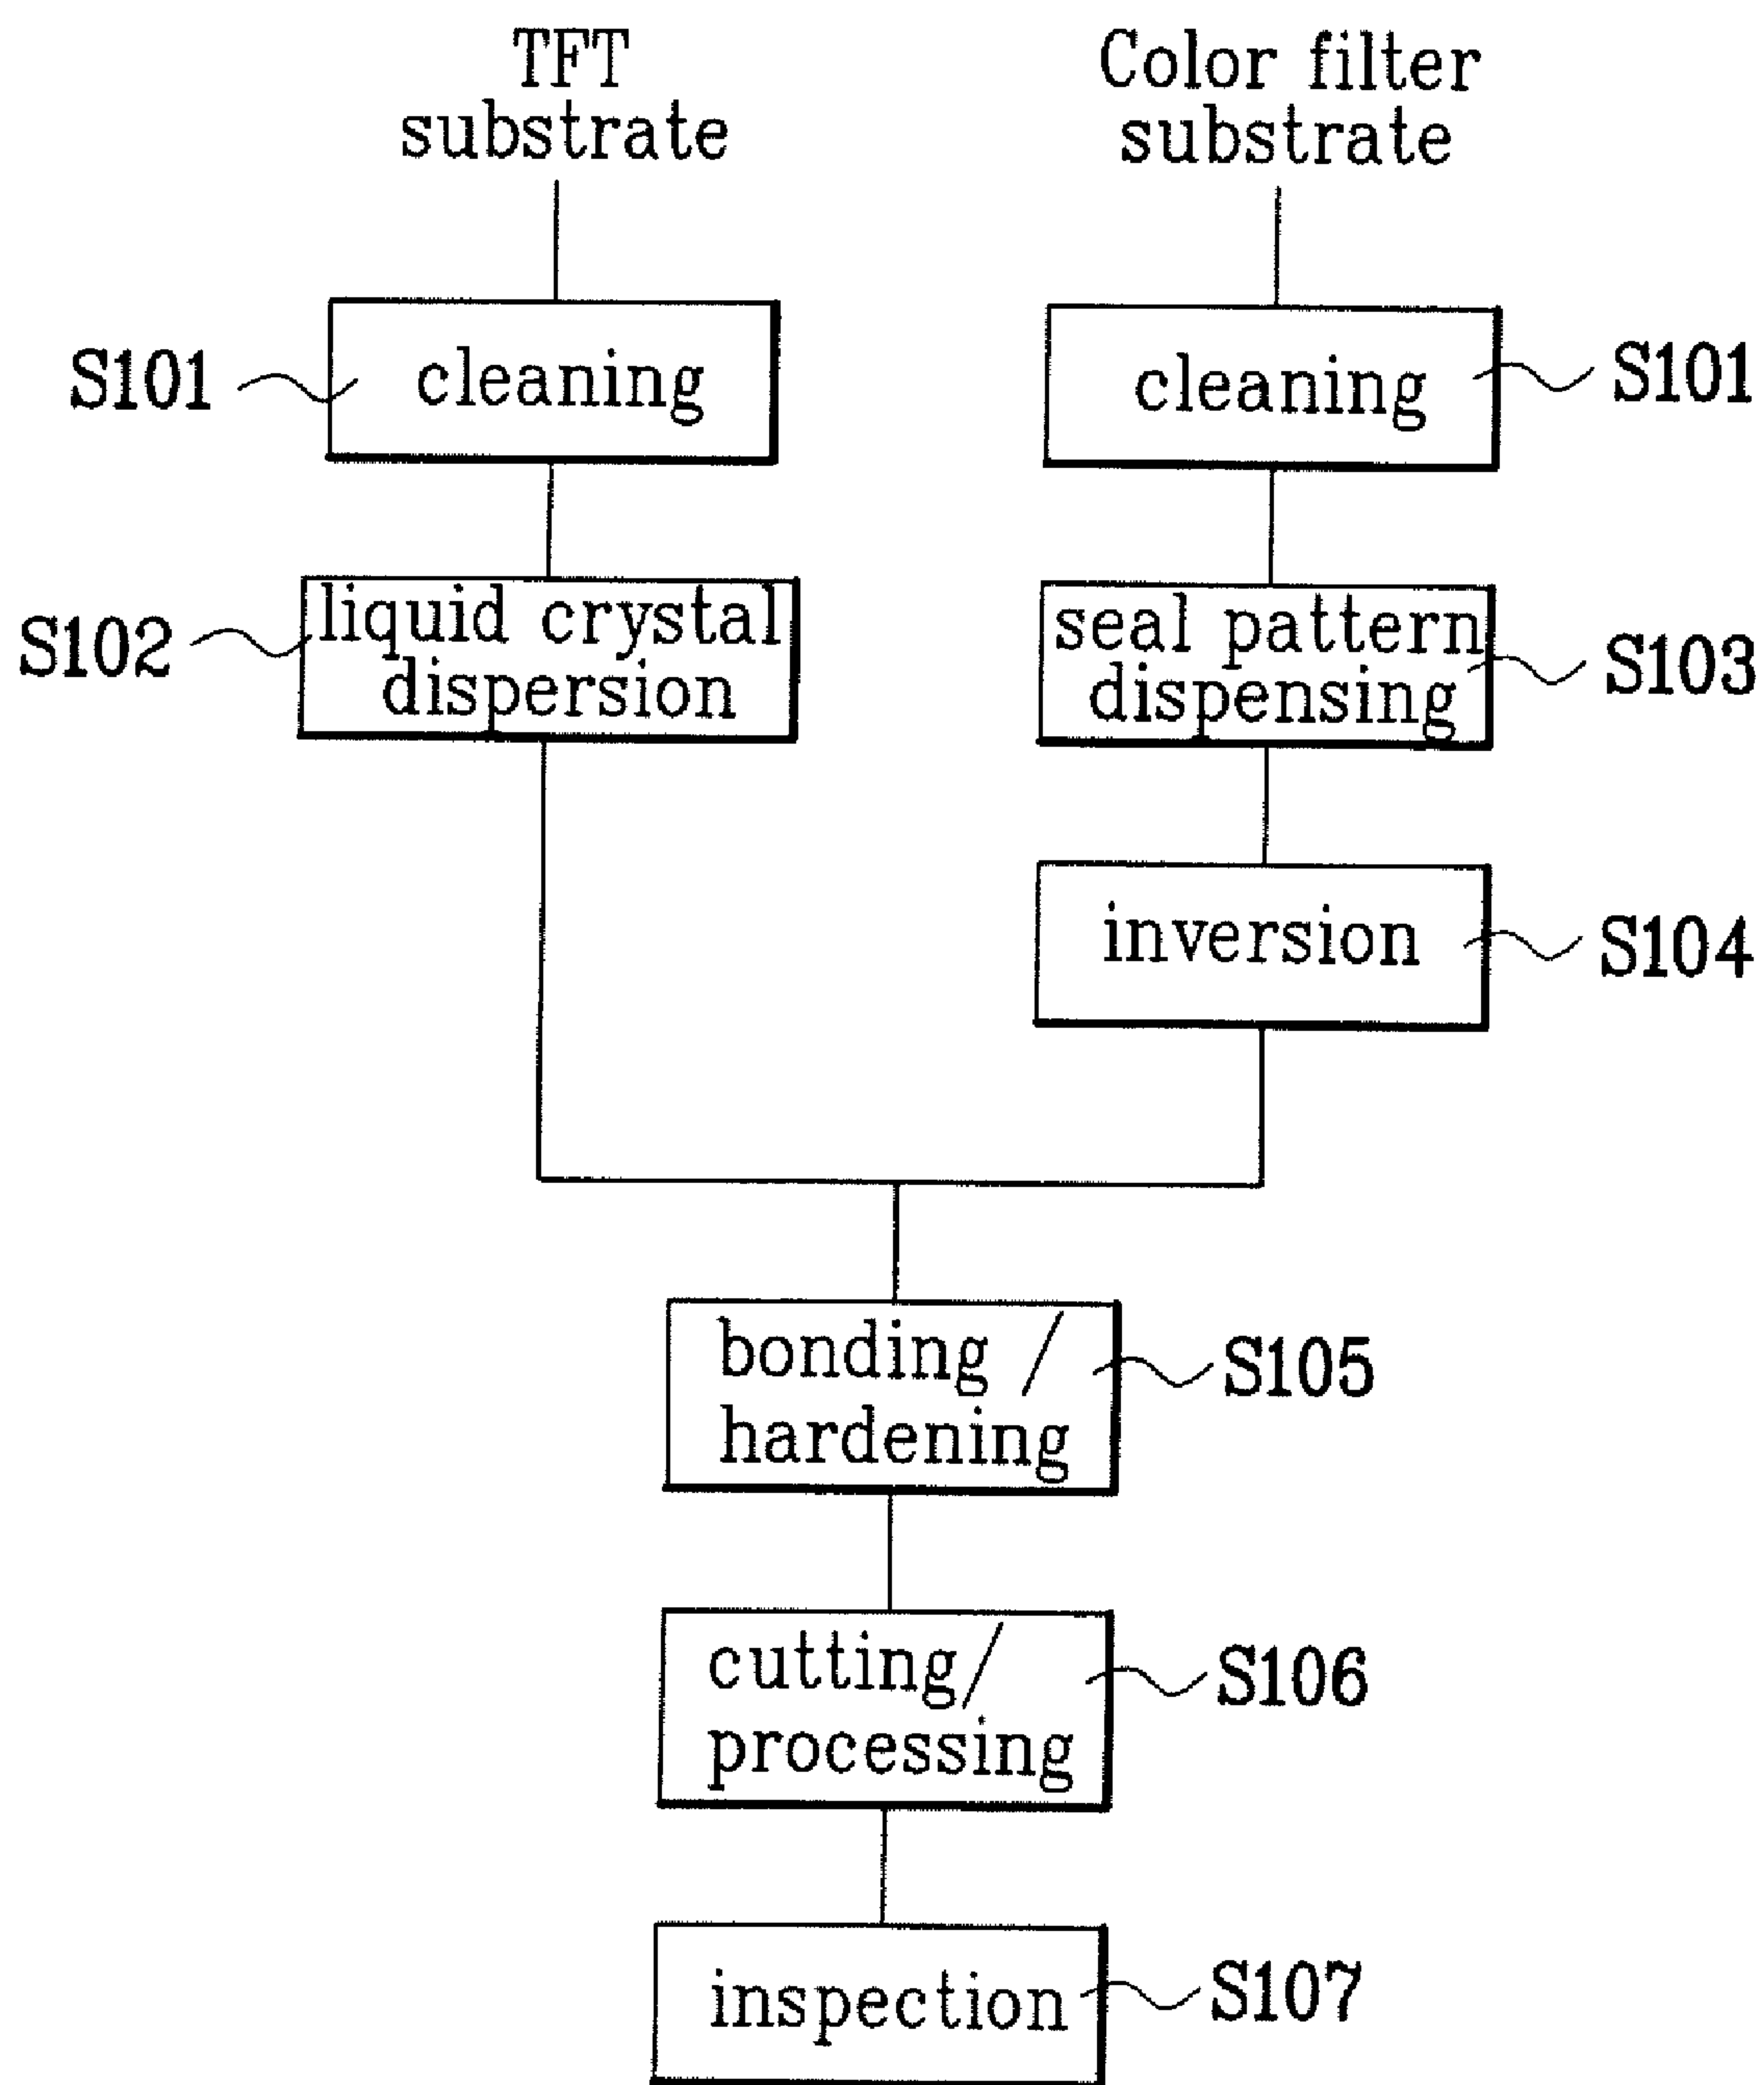 TFT
substrate
Color filter
substrate
S101
cleaning
cleaning
S101
S102
liquid crystal
dispersion
seal pattern
dispensing
S103
inversion
S104
bonding /
hardening
S105
cutting/
processing
S106
inspection
S107